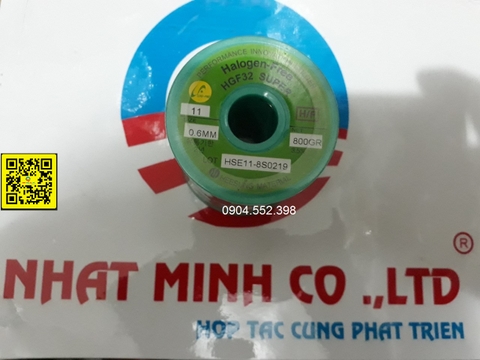 Halogen-Free
HGF32 SUPER
11
H/F
0.6MM
800GR
LOT HSE11-8S0219
0904.552.398
®
NHAT MINH CO .,LTD
HOP TAC CUNG PHAT TRIEN